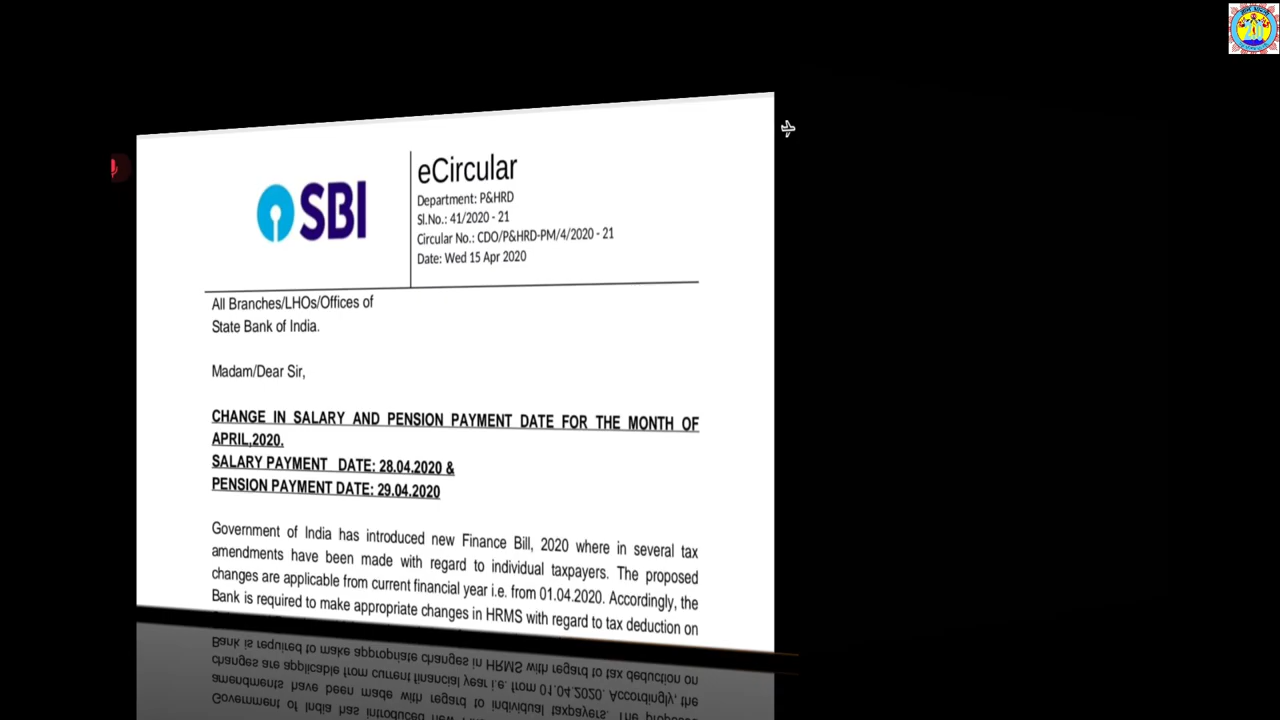 SBI
eCircular
Department: P&HRD
Sl.No.: 41/2020 - 21
Circular No.: CDO/P&HRD-PM/4/2020 - 21
Date: Wed 15 Apr 2020
All Branches/LHOs/Offices of
State Bank of India.
Madam/Dear Sir,
CHANGE IN SALARY AND PENSION PAYMENT DATE FOR THE MONTH OF
APRIL,2020.
SALARY PAYMENT DATE: 28.04.2020 &
PENSION PAYMENT DATE: 29.04.2020
Government of India has introduced new Finance Bill, 2020 where in several tax
amendments have been made with regard to individual taxpayers. The proposed
changes are applicable from current financial year i.e. from 01.04.2020. Accordingly, the
Bank is required to make appropriate changes in HRMS with regard to tax deduction on